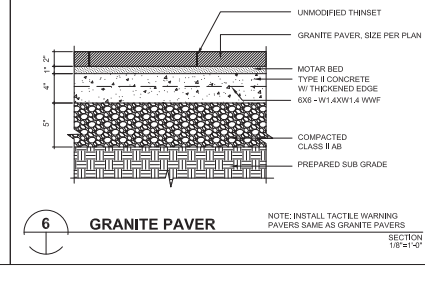 UNMODIFIED THINSET
GRANITE PAVER, SIZE PER PLAN
2"
1"
4"
5"
MOTAR BED
TYPE II CONCRETE
W/ THICKENED EDGE
6X6 - W1.4XW1.4 WWF
COMPACTED
CLASS II AB
PREPARED SUB GRADE
6
GRANITE PAVER
NOTE: INSTALL TACTILE WARNING
PAVERS SAME AS GRANITE PAVERS
SECTION
1/8"=1'-0"